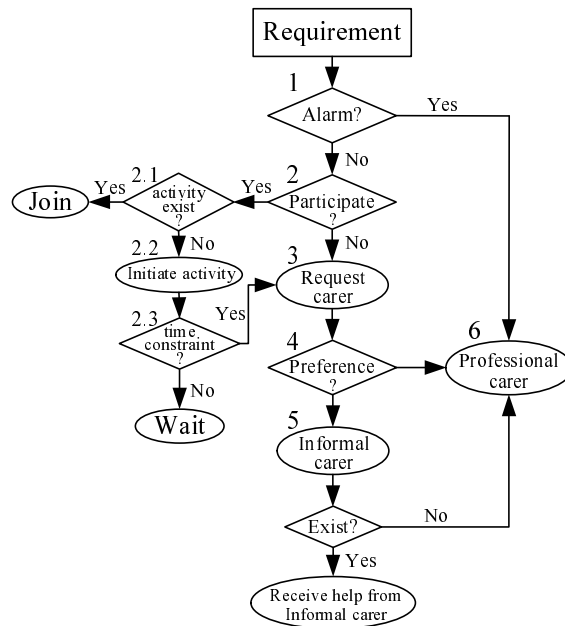 Requirement
1
Alarm?
Yes
No
2
Participate
?
Yes
2.1
activity
exist
?
Yes
Join
No
2.2
Initiate activity
2.3
time
constraint
?
Yes
No
Wait
No
3
Request
carer
4
Preference
?
6
Professional
carer
5
Informal
carer
Exist?
No
Yes
Receive help from
Informal carer